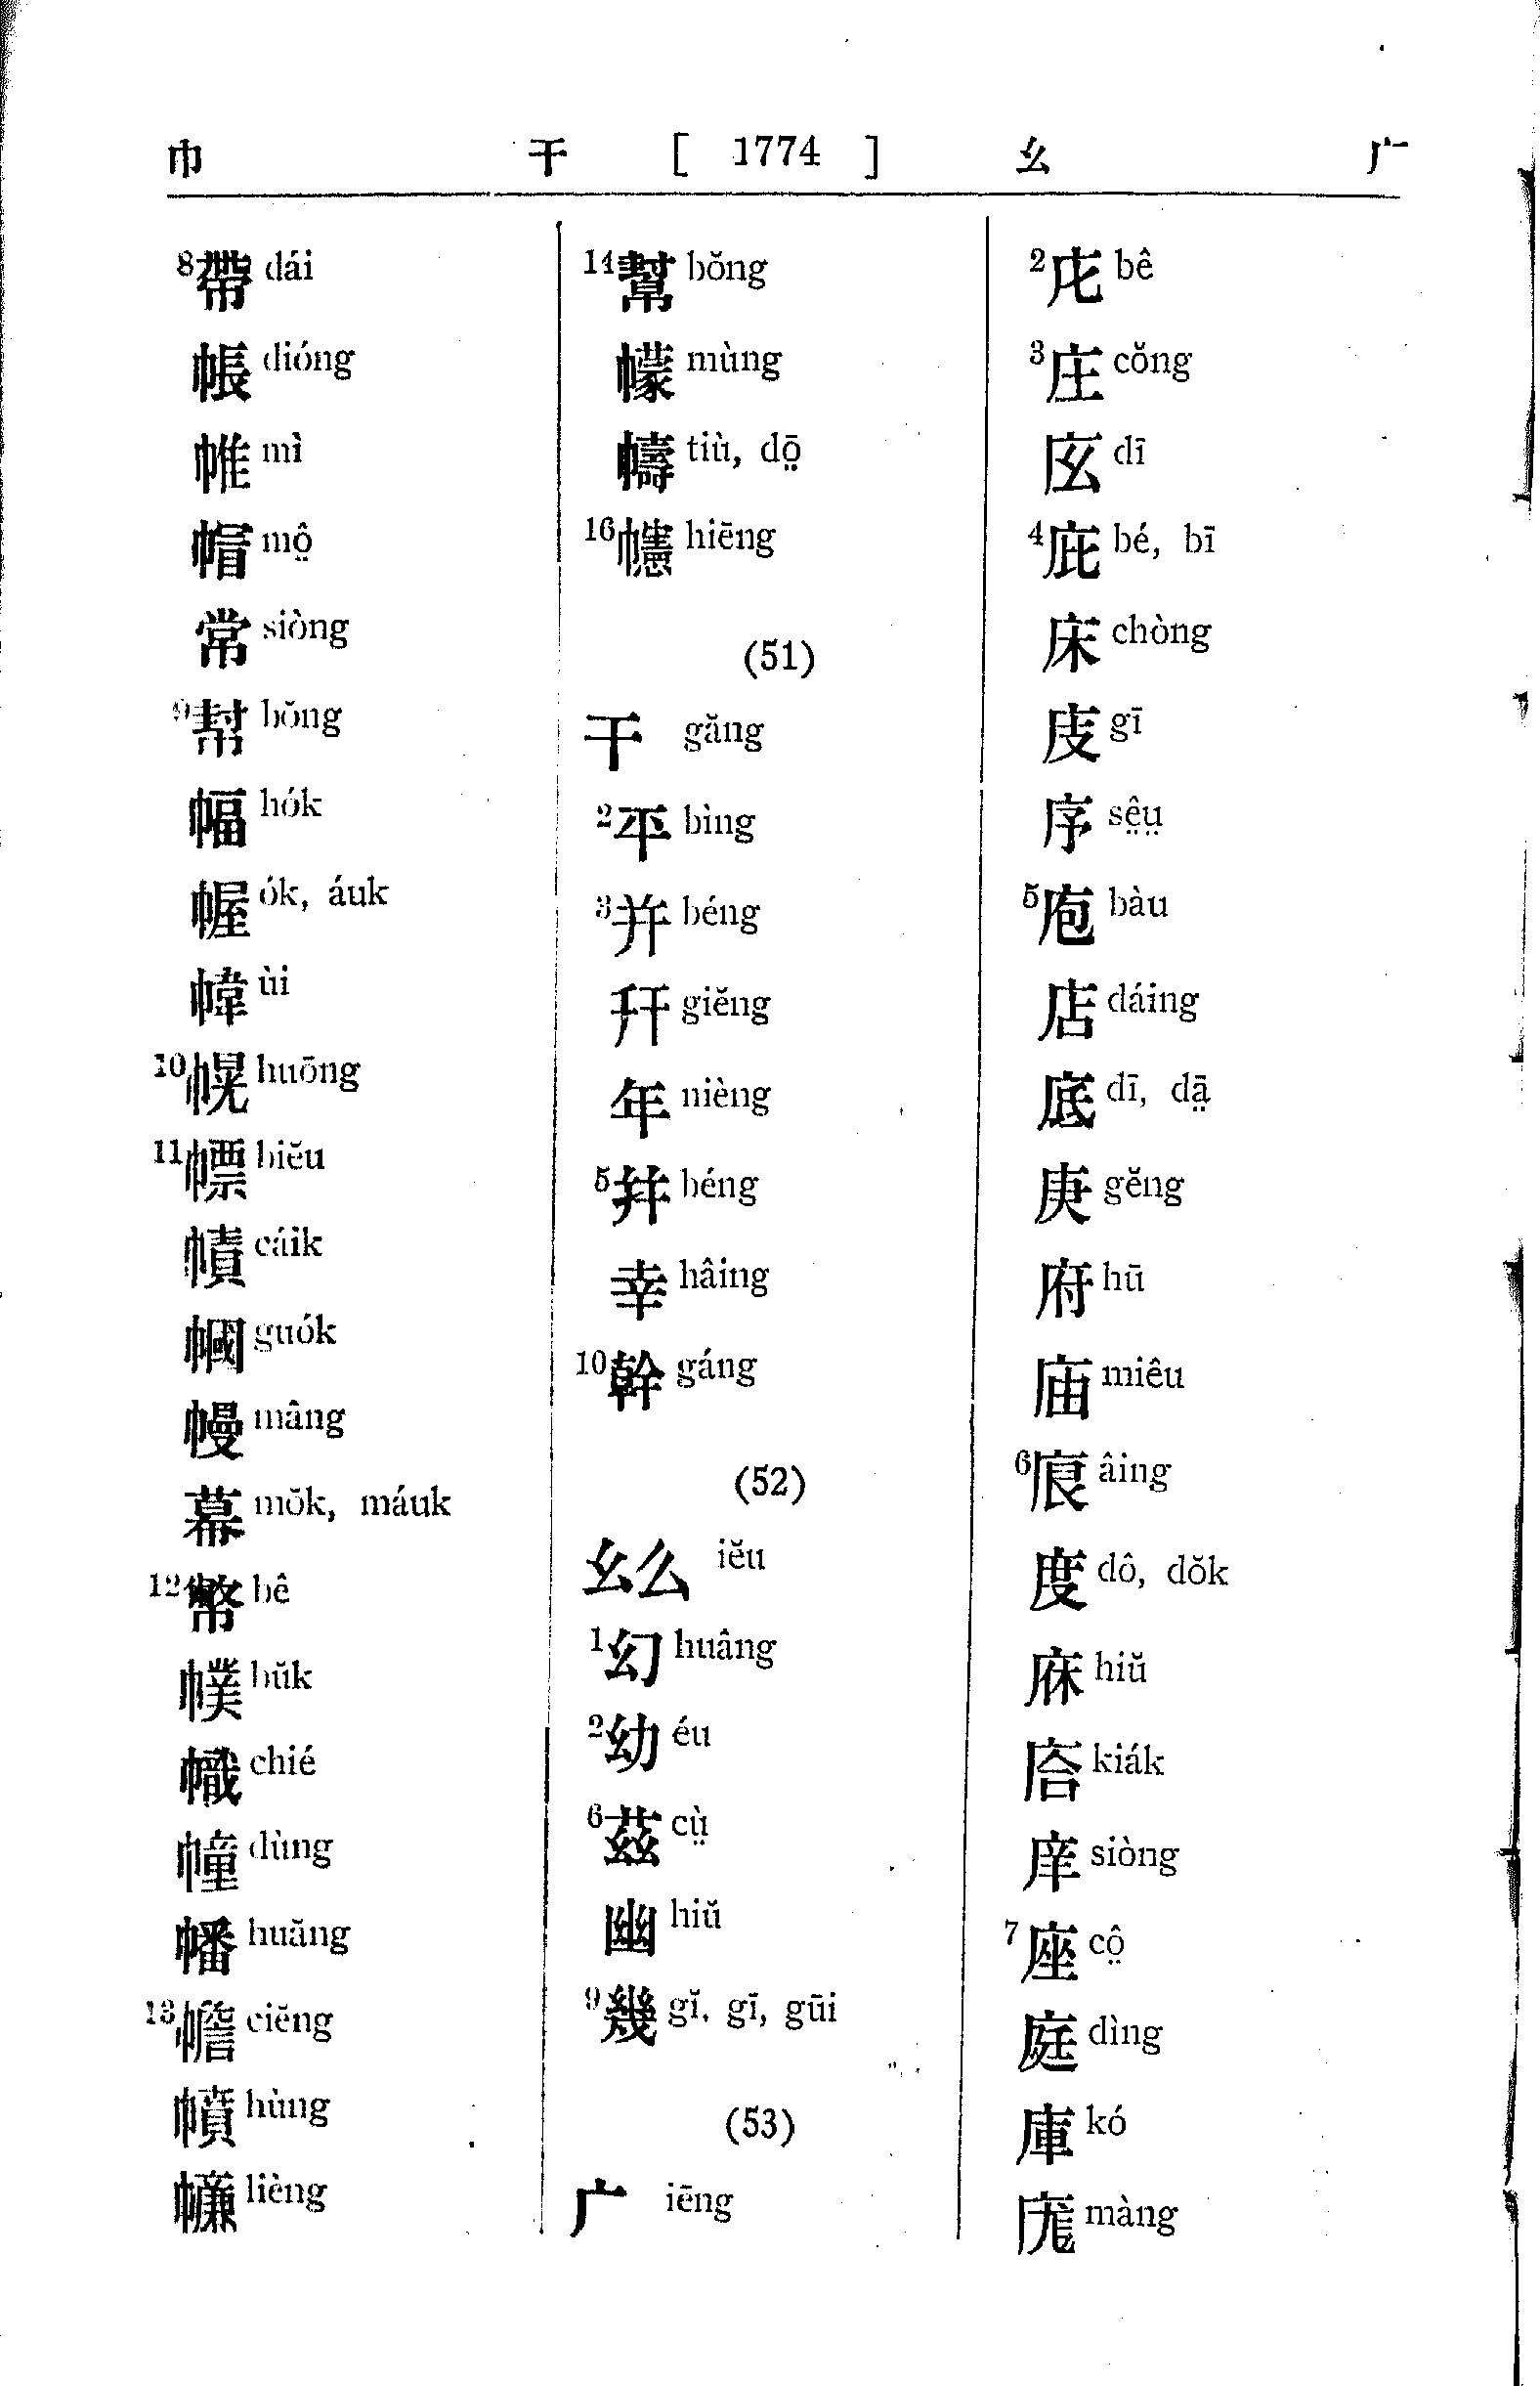 巾 干 [ 1774 ] 幺 广
8帶 dái
帳 dióng
帷 mì
帽 mô̤
常 siòng
9幇 bŏng
幅 hók
幄 ók, áuk
幃 ùi
10幌 huōng
11幖 biĕu
幘 cáik
幗 guók
幔 mâng
幕 mŏk, máuk
12幣 bê
幞 bŭk
幟 chié
幢 dùng
幡 huăng
13幨 ciĕng
幩 hùng
㡘 lièng
14幫 bŏng
幪 mùng
幬 tiù, dō̤
16幰 hiēng
(51)
干 găng
2平 bìng
3并 béng
幵 giĕng
年 nièng
5幷 béng
幸 hâing
10幹 gáng
(52)
幺么 iĕu
1幻 huâng
2幼 éu
6茲 cṳ̀
幽 hiŭ
9幾 gĭ, gī, gūi
(53)
广 iēng
2庀 bê
3庄 cŏng
庅 dī
4庇 bé, bī
床 chòng
庋 gī
序 sê̤ṳ
5庖 bàu
店 dáing
底 dī, dā̤
庚 gĕng
府 hū
庙 miêu
6㡾 âing
度 dô, dŏk
庥 hiŭ
㢂 kiák
庠 siòng
7座 cô̤
庭 dìng
庫 kó
庬 màng